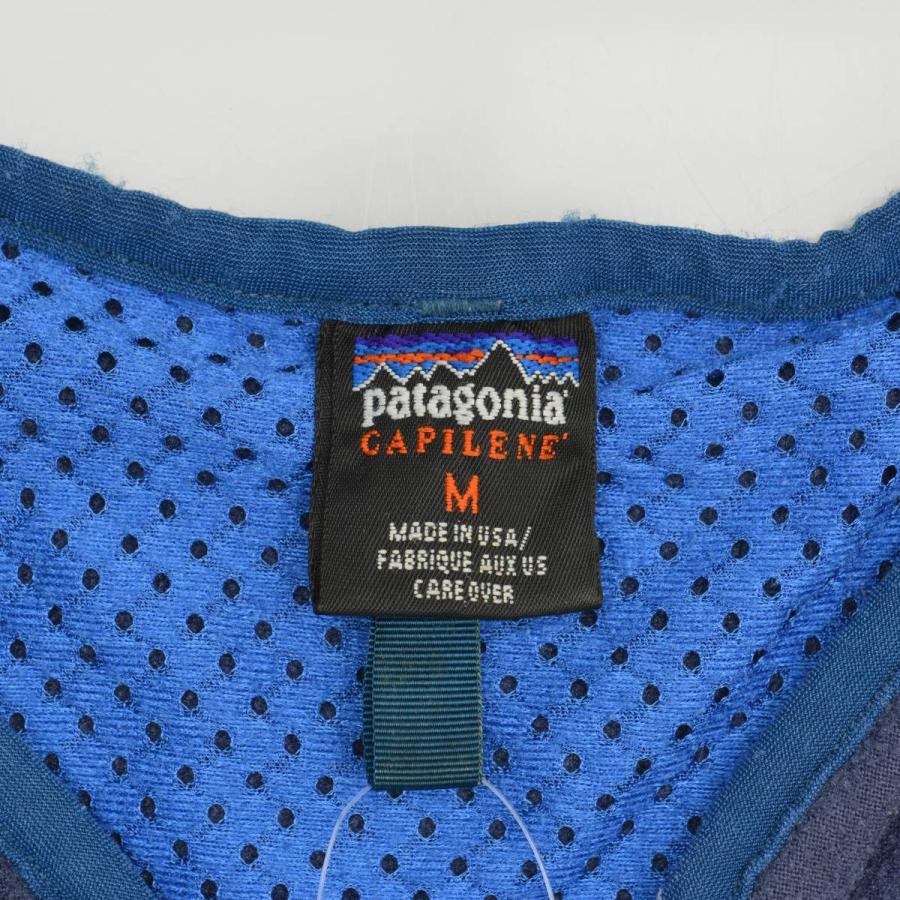 patagonia®
CAPILENE®
M
MADE IN USA/
FABRIQUE AUX US
CARE OVER